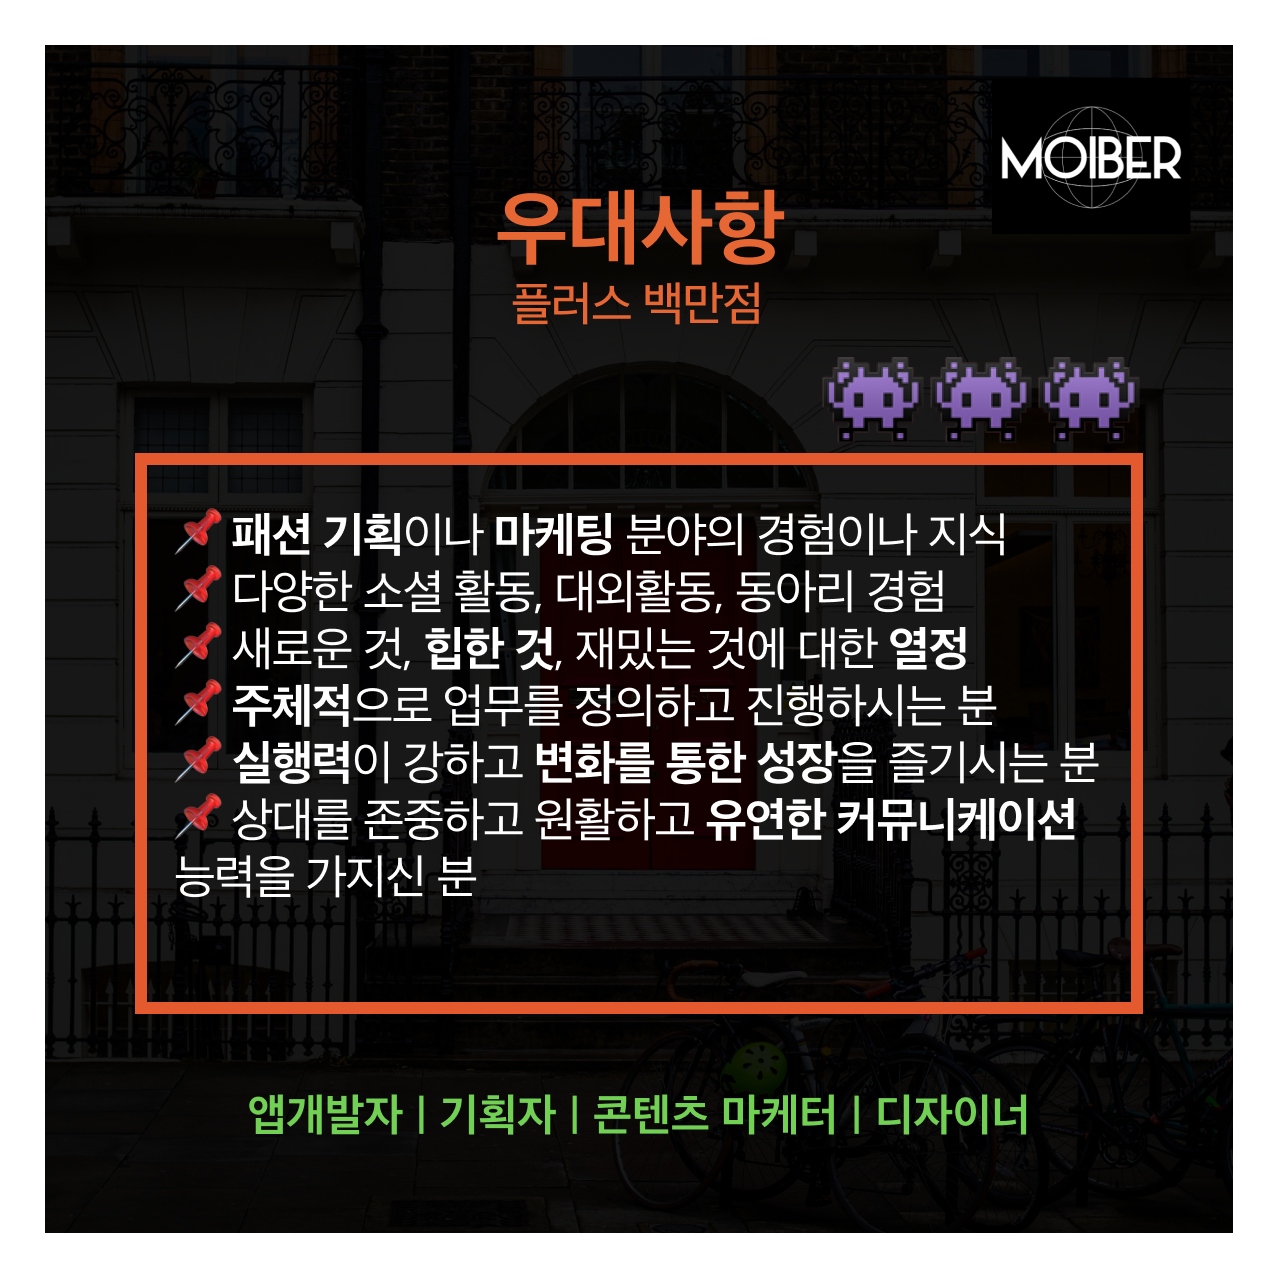 MOIBER
우대사항
플러스 백만점
패션 기획이나 마케팅 분야의 경험이나 지식
다양한 소셜 활동, 대외활동, 동아리 경험
새로운 것, 힙한 것, 재밌는 것에 대한 열정
주체적으로 업무를 정의하고 진행하시는 분
실행력이 강하고 변화를 통한 성장을 즐기시는 분
상대를 존중하고 원활하고 유연한 커뮤니케이션
능력을 가지신 분
앱개발자 | 기획자 | 콘텐츠 마케터 | 디자이너